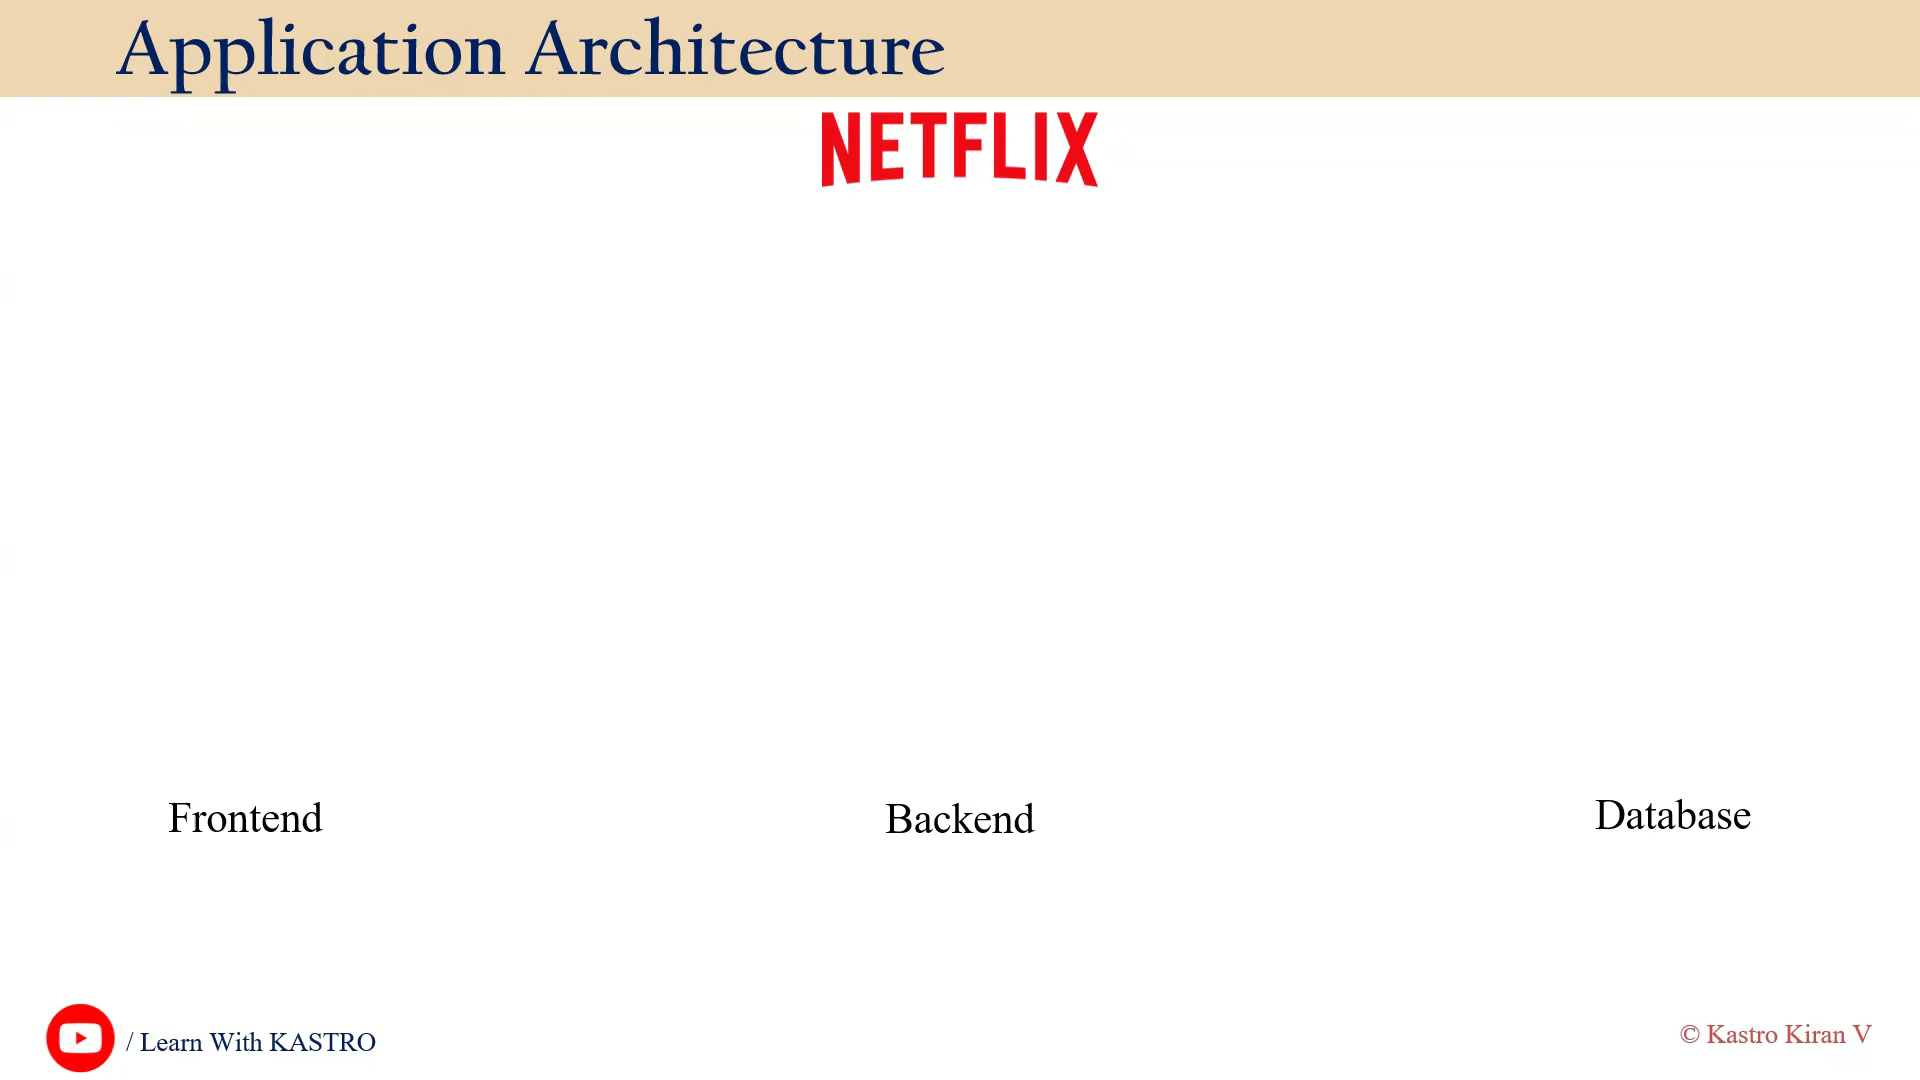 Application Architecture
NETFLIX
Frontend
Backend
Database
/ Learn With KASTRO
© Kastro Kiran V